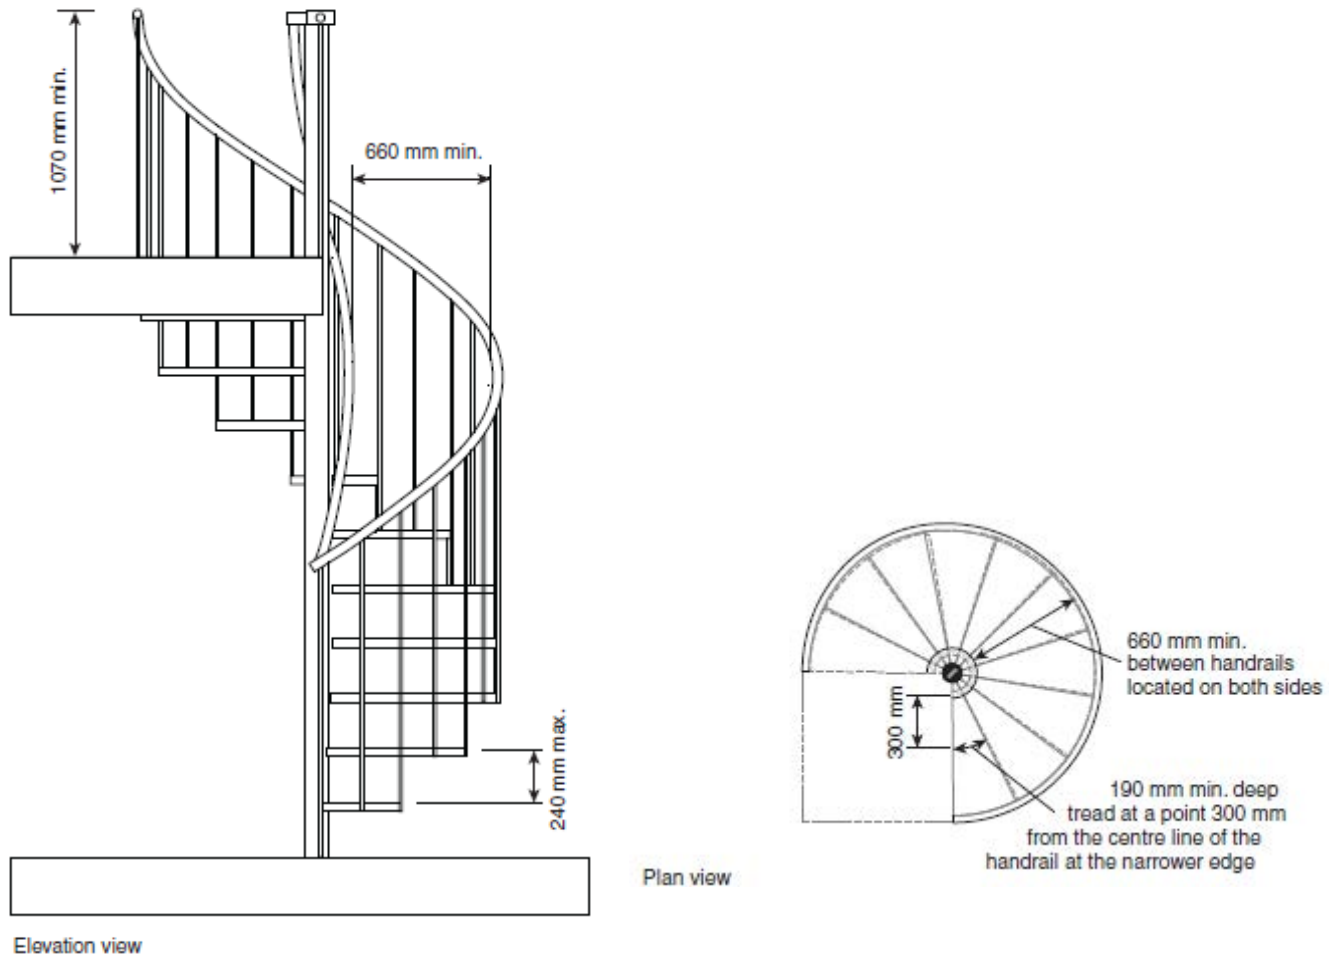 1070 mm min.
660 mm min.
240 mm max.
Elevation view
Plan view
300 mm
660 mm min.
between handrails
located on both sides
190 mm min. deep
tread at a point 300 mm
from the centre line of the
handrail at the narrower edge